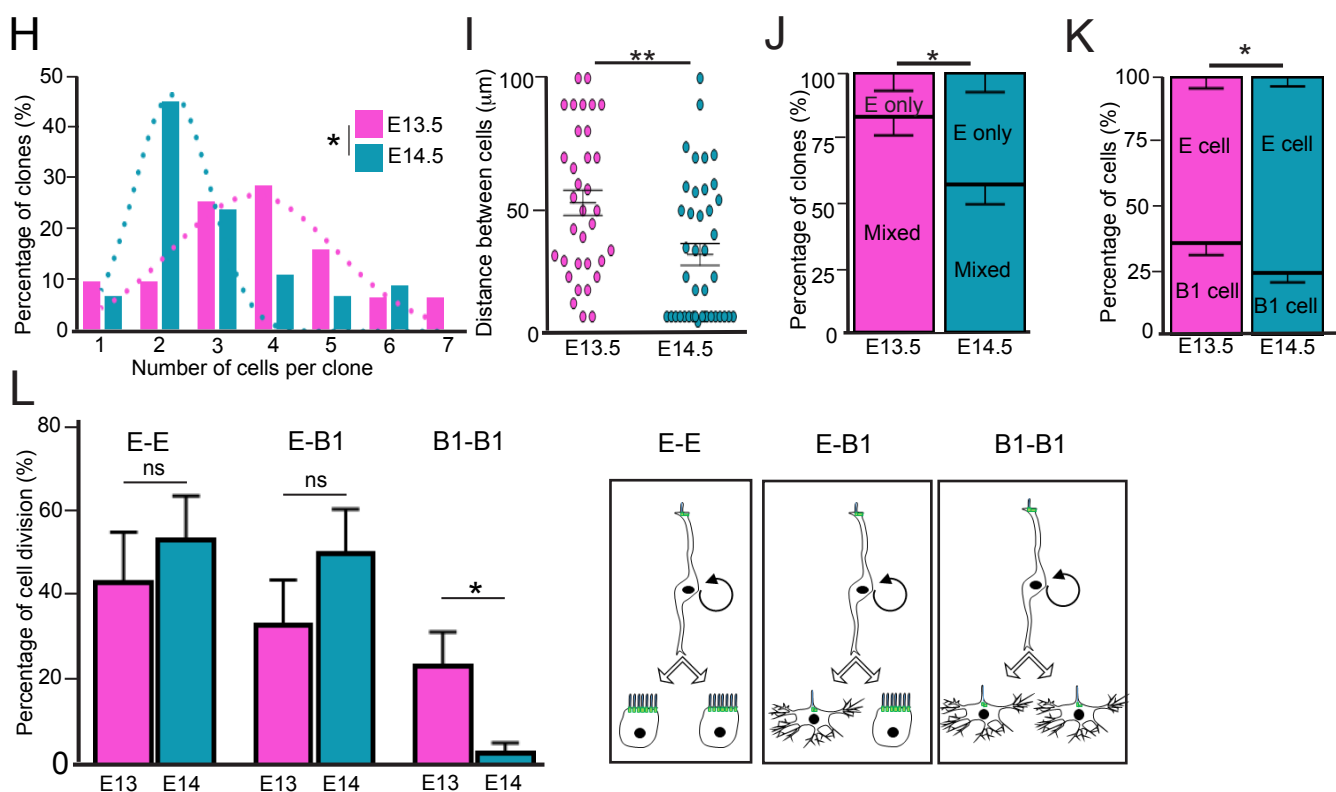 H
Percentage of clones (%)
50
40
30
20
10
0
1 2 3 4 5 6 7
Number of cells per clone
*
E13.5
E14.5
I
Distance between cells (μm)
**
100
50
0
E13.5 E14.5
J
Percentage of clones (%)
*
100
75
50
25
0
E only
Mixed
E only
Mixed
E13.5 E14.5
K
Percentage of cells (%)
*
100
75
50
25
0
E cell
B1 cell
E cell
B1 cell
E13.5 E14.5
L
Percentage of cell division (%)
80
60
40
20
0
E-E E-B1 B1-B1
ns
ns
*
E13 E14 E13 E14 E13 E14
E-E E-B1 B1-B1